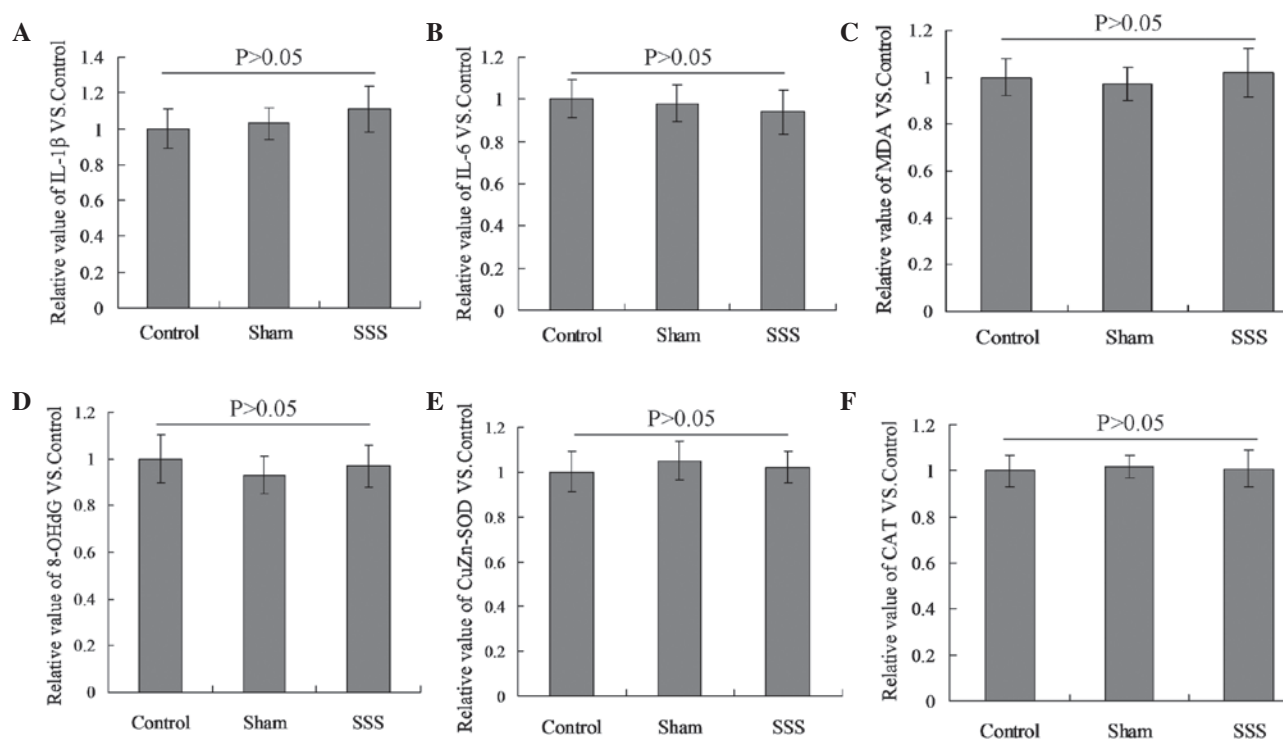 A
Relative value of IL-1β VS.Control
P>0.05
1.4
1.2
1
0.8
0.6
0.4
0.2
0
Control Sham SSS
B
Relative value of IL-6 VS.Control
P>0.05
1.2
1
0.8
0.6
0.4
0.2
0
Control Sham SSS
C
Relative value of MDA VS.Control
P>0.05
1.2
1
0.8
0.6
0.4
0.2
0
Control Sham SSS
D
Relative value of 8-OHdG VS.Control
P>0.05
1.2
1
0.8
0.6
0.4
0.2
0
Control Sham SSS
E
Relative value of CuZn-SOD VS.Control
P>0.05
1.2
1
0.8
0.6
0.4
0.2
0
Control Sham SSS
F
Relative value of CAT VS.Control
P>0.05
1.2
1
0.8
0.6
0.4
0.2
0
Control Sham SSS